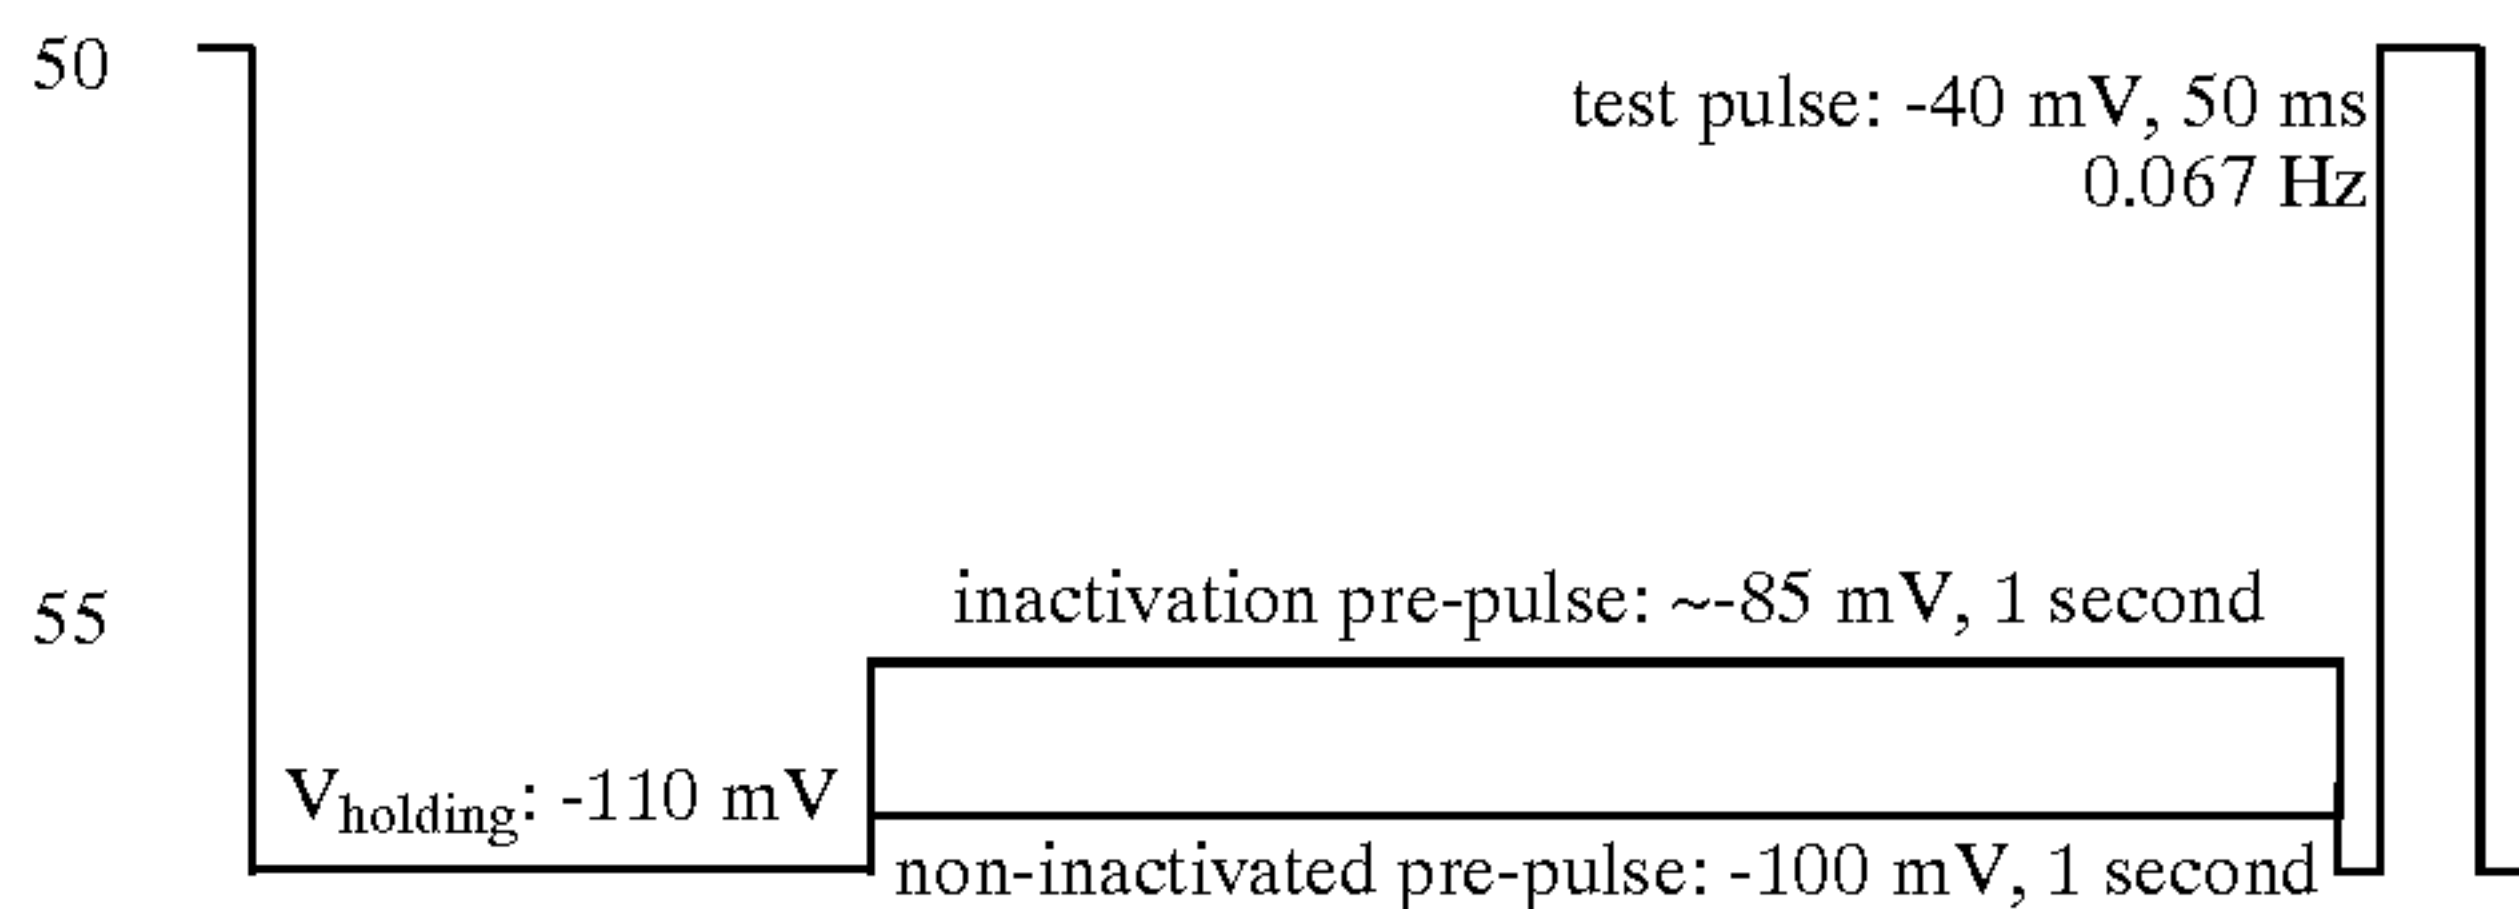 50
test pulse: -40 mV, 50 ms
0.067 Hz
inactivation pre-pulse: ~-85 mV, 1 second
55
Vholding: -110 mV
non-inactivated pre-pulse: -100 mV, 1 second